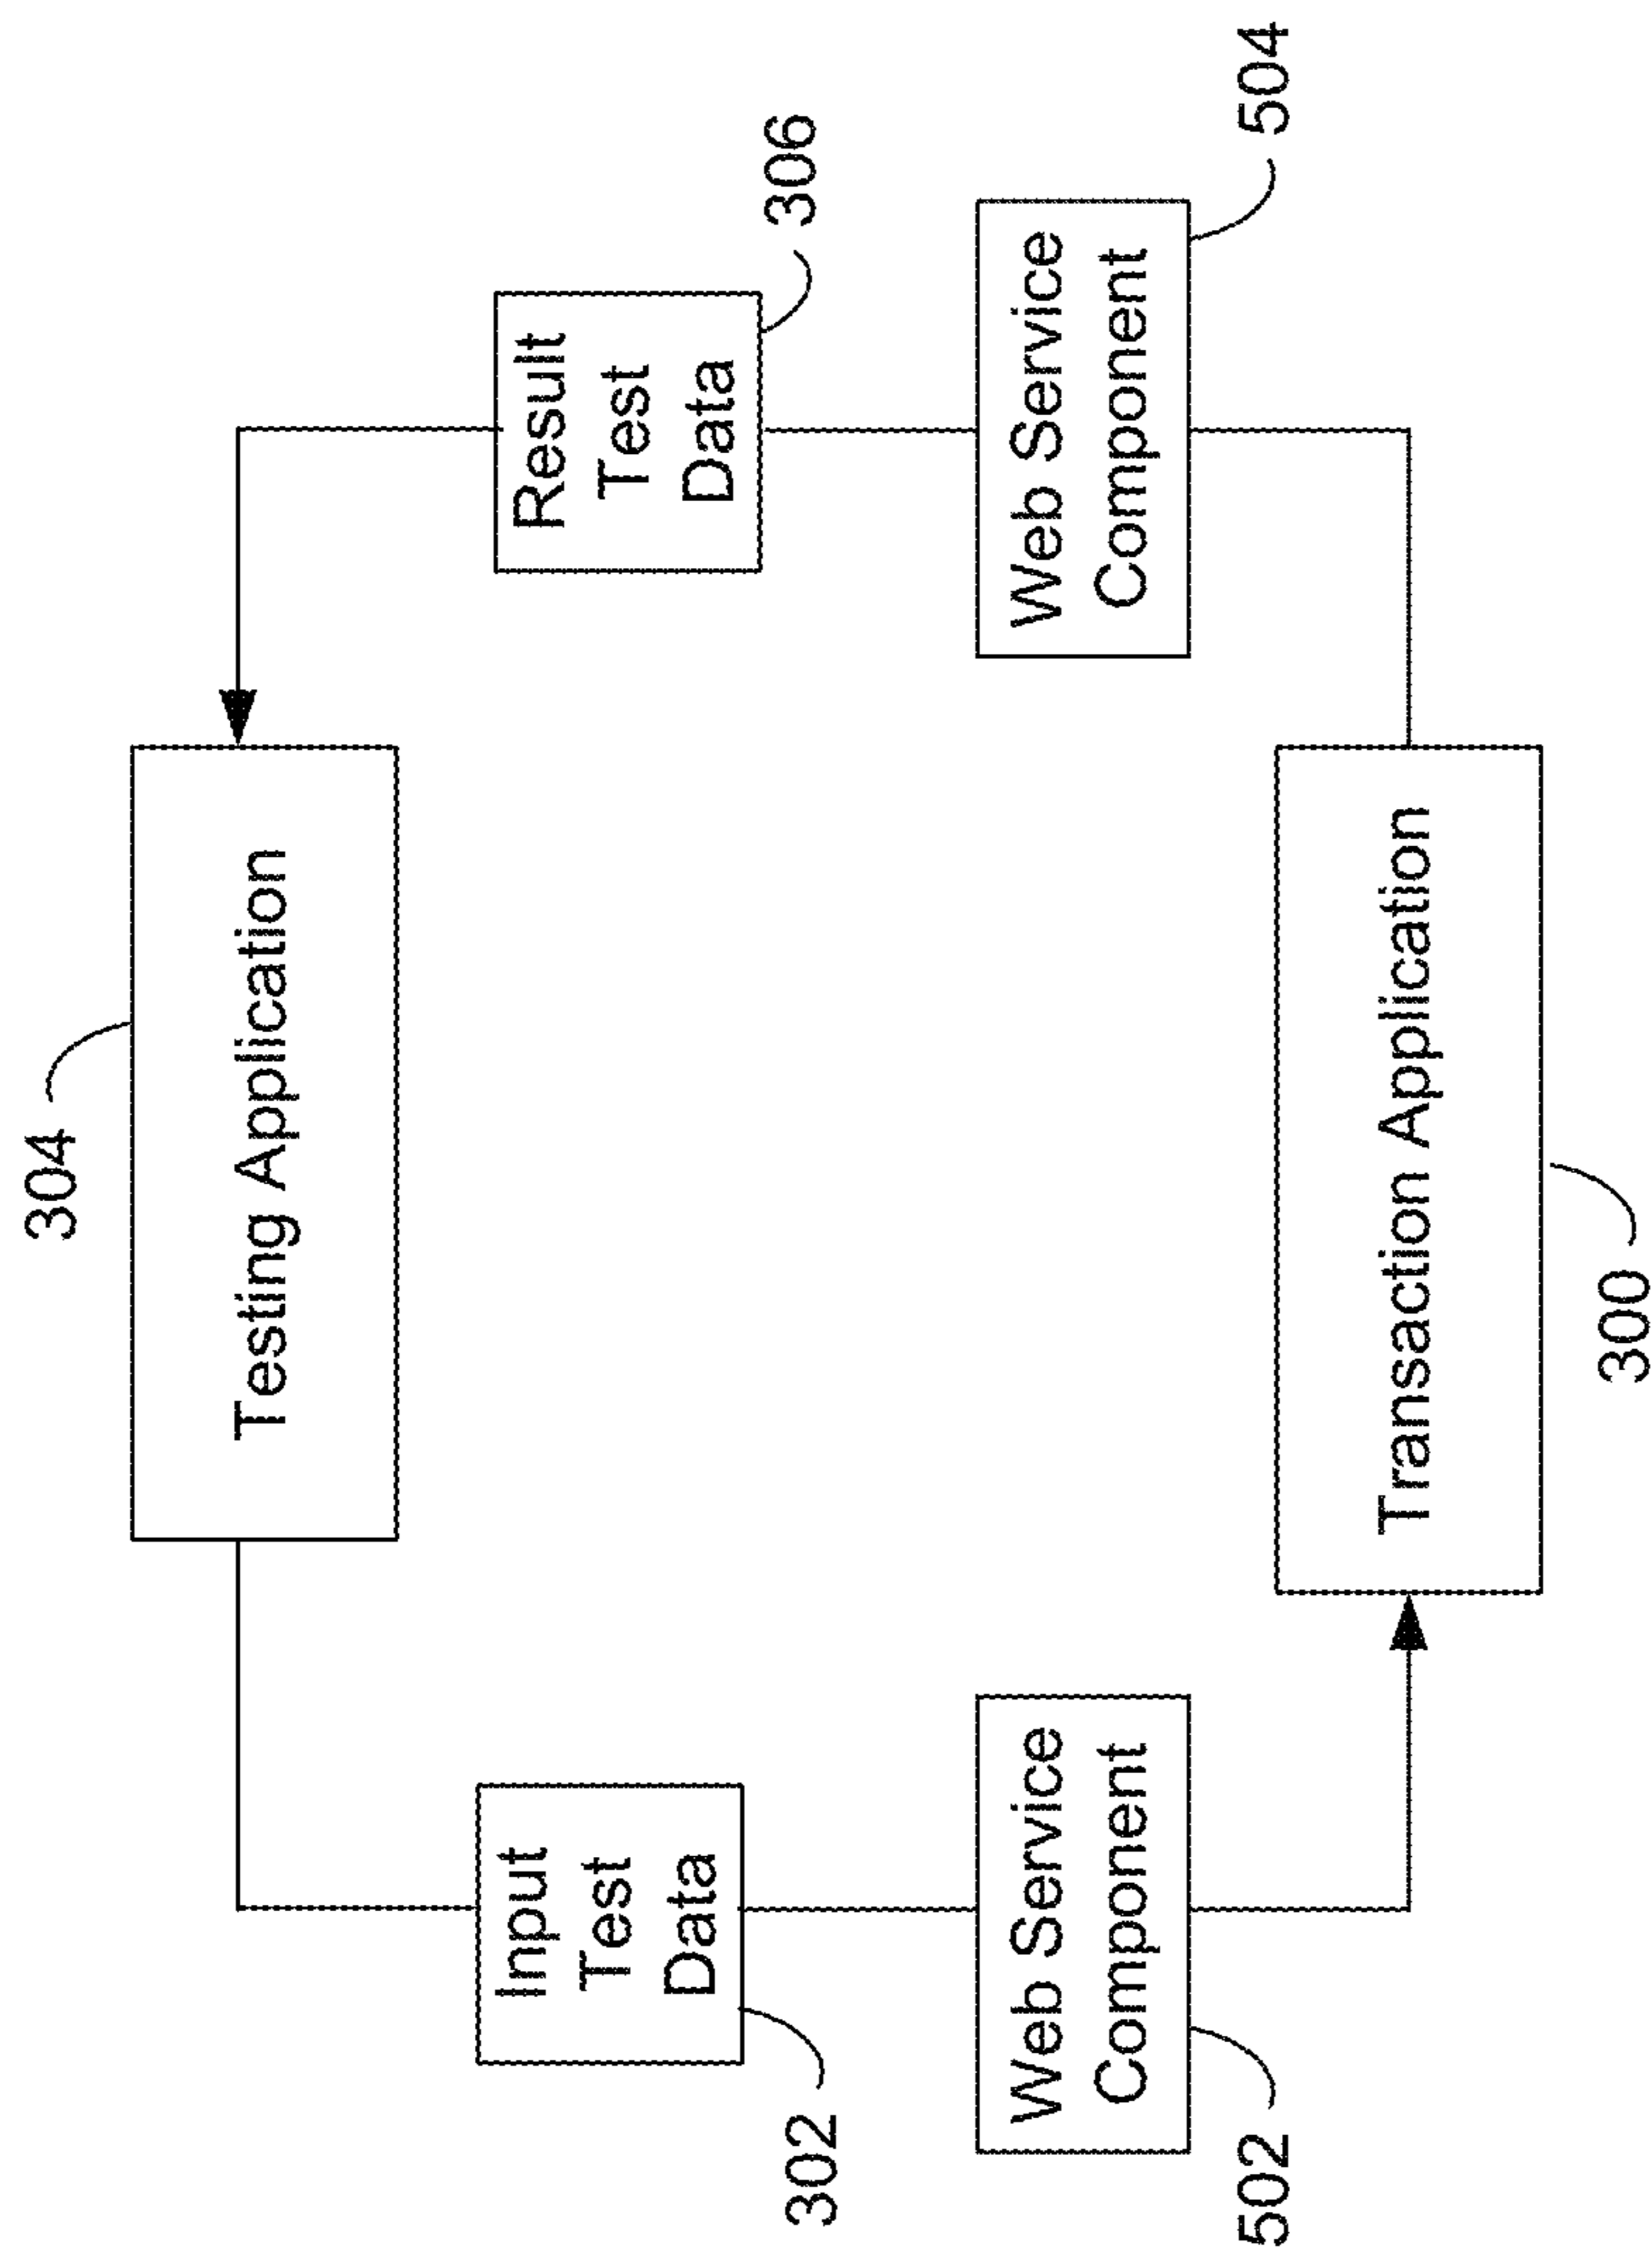 304
Testing Application
Input
Test
Data
302
Result
Test
Data
306
Web Service
Component
502
Web Service
Component
504
Transaction Application
300